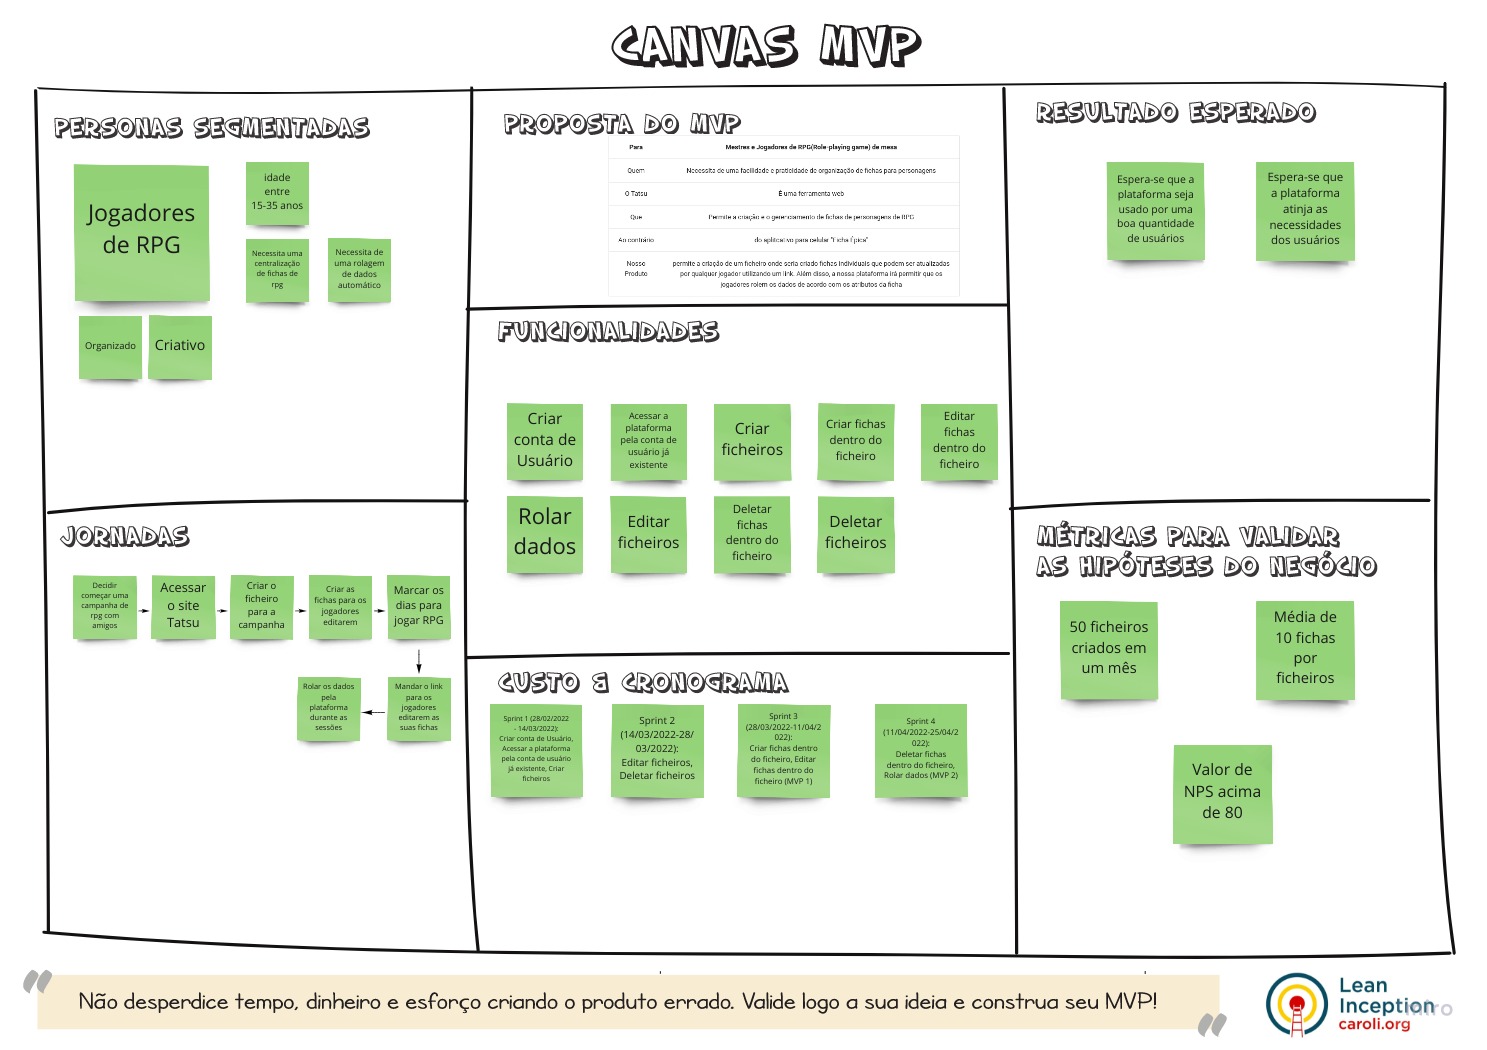 CANVAS MVP
PERSONAS SEGMENTADAS
Jogadores
de RPG
idade
entre
15-35 anos
Necessita uma
centralização
de fichas de
rpg
Necessita de
uma rolagem
de dados
automático
Organizado
Criativo
PROPOSTA DO MVP
Para Mestres e Jogadores de RPG(Role-playing game) de mesa
Quem Necessita de uma facilidade e praticidade de organização de fichas para personagens
O Tatsu É uma ferramenta web
Que Permite a criação e o gerenciamento de fichas de personagens de RPG
Ao contrário do aplitcativo para celular "Ficha Épica"
Nosso permite a criação de um ficheiro onde seria criado fichas individuais que podem ser atualizadas
Produto por qualquer jogador utilizando um link. Além disso, a nossa plataforma irá permitir que os
jogadores rolem os dados de acordo com os atributos da ficha
RESULTADO ESPERADO
Espera-se que a
plataforma seja
usado por uma
boa quantidade
de usuários
Espera-se que
a plataforma
atinja as
necessidades
dos usuários
FUNCIONALIDADES
Criar
conta de
Usuário
Acessar a
plataforma
pela conta de
usuário já
existente
Criar
ficheiros
Criar fichas
dentro do
ficheiro
Editar
fichas
dentro do
ficheiro
Rolar
dados
Editar
ficheiros
Deletar
fichas
dentro do
ficheiro
Deletar
ficheiros
JORNADAS
Decidir
começar uma
campanha de
rpg com
amigos
Acessar
o site
Tatsu
Criar o
ficheiro
para a
campanha
Criar as
fichas para os
jogadores
editarem
Marcar os
dias para
jogar RPG
Mandar o link
para os
jogadores
editarem as
suas fichas
Rolar os dados
pela
plataforma
durante as
sessões
CUSTO & CRONOGRAMA
Sprint 1 (28/02/2022
- 14/03/2022):
Criar conta de Usuário,
Acessar a plataforma
pela conta de usuário
já existente, Criar
ficheiros
Sprint 2
(14/03/2022-28/
03/2022):
Editar ficheiros,
Deletar ficheiros
Sprint 3
(28/03/2022-11/04/2
022):
Criar fichas dentro
do ficheiro, Editar
fichas dentro do
ficheiro (MVP 1)
Sprint 4
(11/04/2022-25/04/2
022):
Deletar fichas
dentro do ficheiro,
Rolar dados (MVP 2)
MÉTRICAS PARA VALIDAR
AS HIPÓTESES DO NEGÓCIO
50 ficheiros
criados em
um mês
Média de
10 fichas
por
ficheiros
Valor de
NPS acima
de 80
Não desperdice tempo, dinheiro e esforço criando o produto errado. Valide logo a sua ideia e construa seu MVP!
Lean
Inception
caroli.org
miro